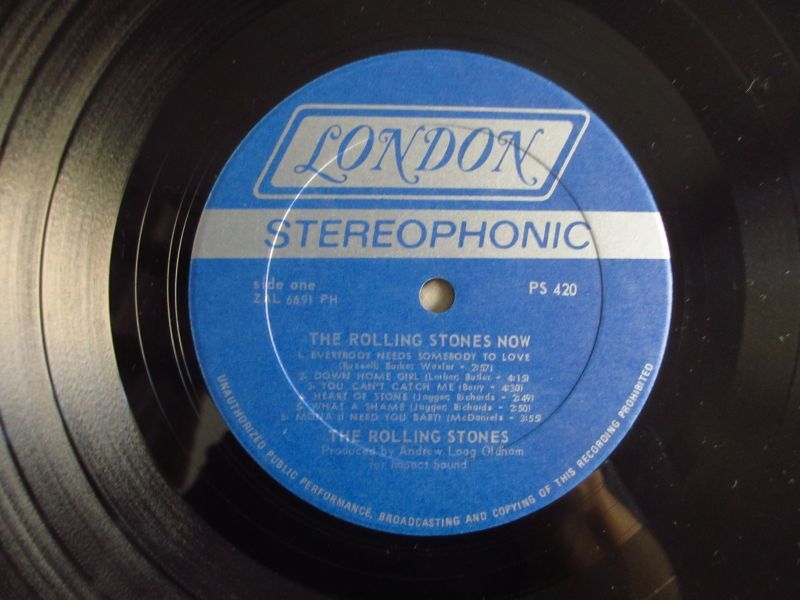 LONDON
STEREOPHONIC
side one
ZAL 6691 PH
PS 420
THE ROLLING STONES NOW
1. EVERYBODY NEEDS SOMEBODY TO LOVE
(Russell, Burke, Wexler - 2:57)
2. DOWN HOME GIRL (Leiber, Butler - 4:15)
3. YOU CAN'T CATCH ME (Berry - 4:30)
4. HEART OF STONE (Jagger, Richards - 2:49)
5. WHAT A SHAME (Jagger, Richards - 2:50)
6. MONA (I NEED YOU BABY) (McDaniels - 3:55)
THE ROLLING STONES
Produced by Andrew Loog Oldham
for Impact Sound
UNAUTHORIZED PUBLIC PERFORMANCE, BROADCASTING AND COPYING OF THIS RECORDING PROHIBITED